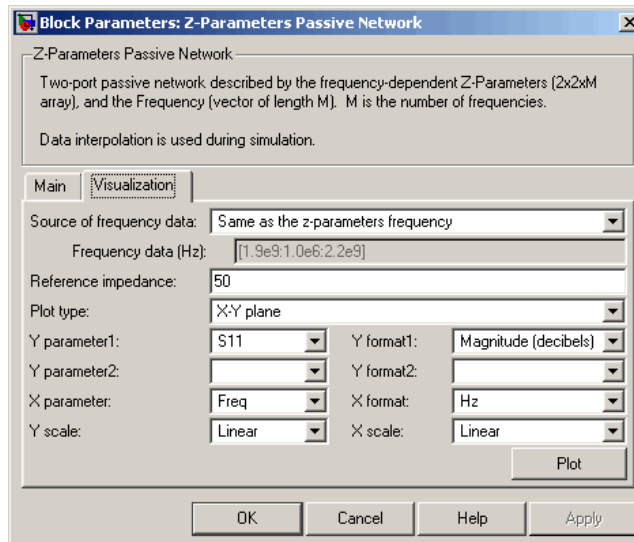 Block Parameters: Z-Parameters Passive Network
Z-Parameters Passive Network
Two-port passive network described by the frequency-dependent Z-Parameters (2x2xM
array), and the Frequency (vector of length M). M is the number of frequencies.
Data interpolation is used during simulation.
Main Visualization
Source of frequency data: Same as the z-parameters frequency
Frequency data (Hz): [1.9e9:1.0e6:2.2e9]
Reference impedance: 50
Plot type: X-Y plane
Y parameter1: S11 Y format1: Magnitude (decibels)
Y parameter2: Y format2:
X parameter: Freq X format: Hz
Y scale: Linear X scale: Linear
Plot
OK Cancel Help Apply